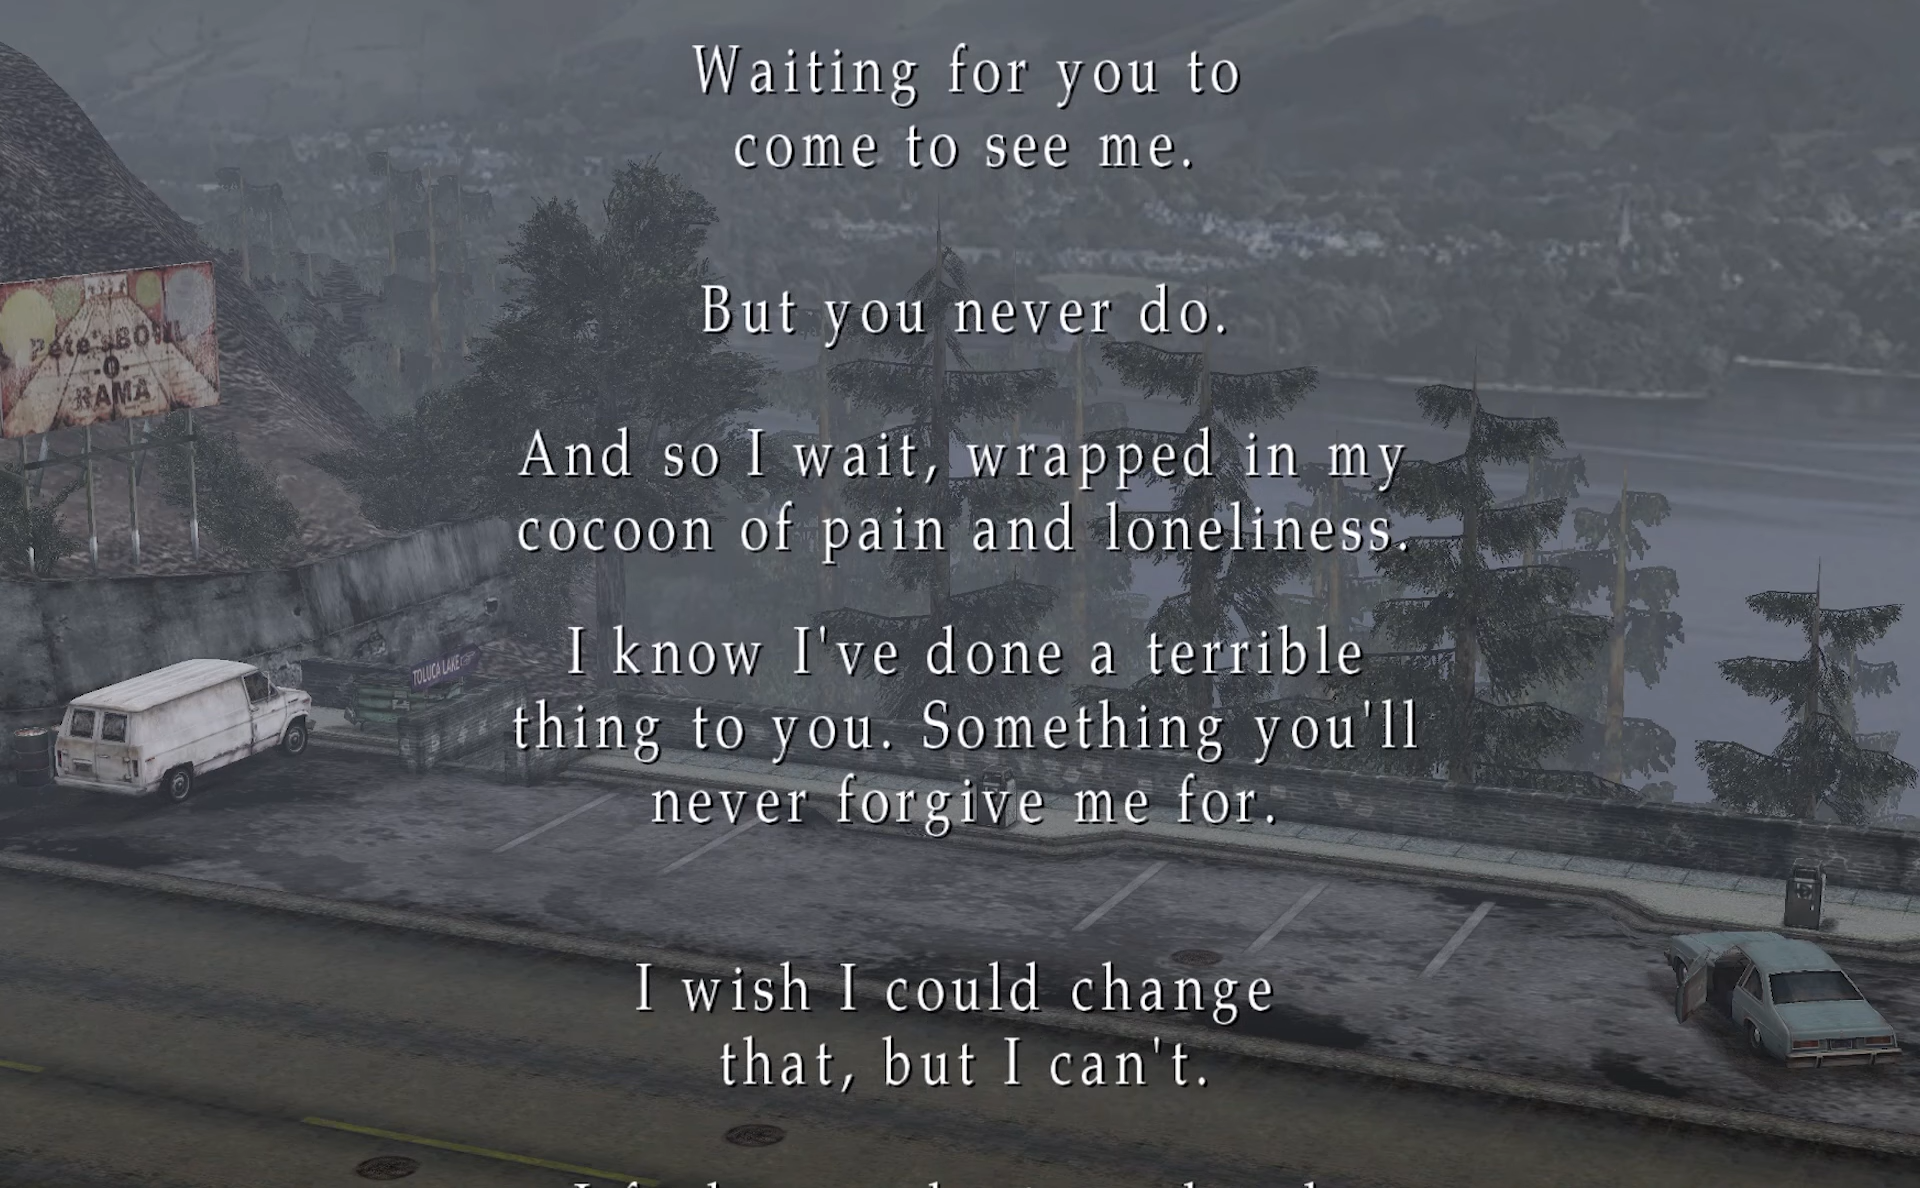 Waiting for you to
come to see me.
But you never do.
Pete's BOWL
-O-
RAMA
And so I wait, wrapped in my
cocoon of pain and loneliness.
I know I've done a terrible
TOLUCA LAKE
thing to you. Something you'll
never forgive me for.
I wish I could change
that, but I can't.